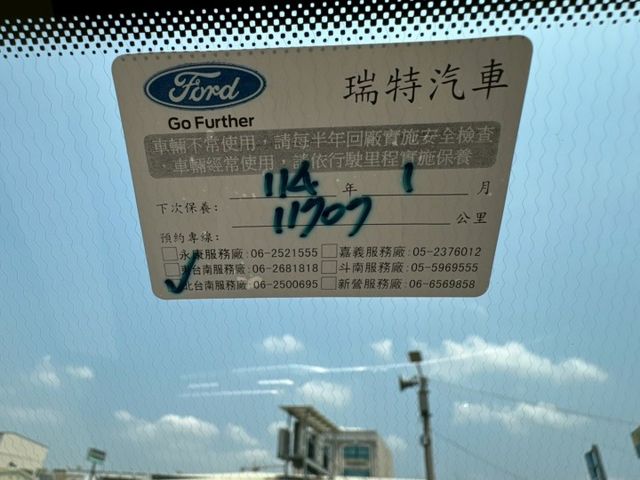 Ford
瑞特汽車
Go Further
車輛不常使用，請每半年回廠實施安全檢查
，車輛經常使用，請依行駛里程實施保養
114 年 1 月
下次保養：
11707 公里
預約專線：
永康服務廠:06-2521555 嘉義服務廠:05-2376012
東台南服務廠:06-2681818 斗南服務廠:05-5969555
北台南服務廠:06-2500695 新營服務廠:06-6569858